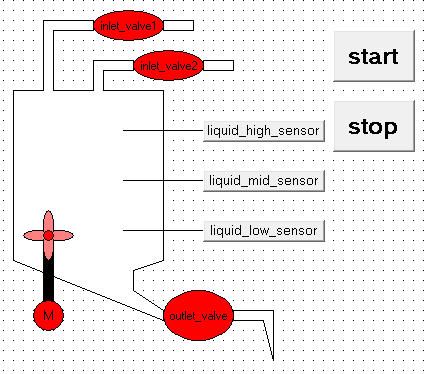 inlet_valve1
start
inlet_valve2
stop
liquid_high_sensor
liquid_mid_sensor
liquid_low_sensor
M
outlet_valve